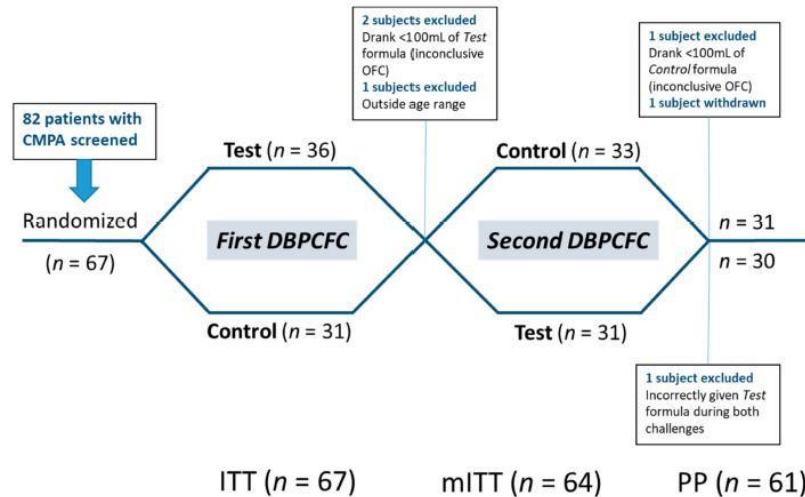 2 subjects excluded
Drank <100mL of Test
formula (inconclusive
OFC)
1 subjects excluded
Outside age range
1 subject excluded
Drank <100mL of
Control formula
(inconclusive OFC)
1 subject withdrawn
82 patients with
CMPA screened
Test (n = 36)
Control (n = 33)
Randomized
(n = 67)
First DBPCFC
Second DBPCFC
n = 31
n = 30
Control (n = 31)
Test (n = 31)
1 subject excluded
Incorrectly given Test
formula during both
challenges
ITT (n = 67)
mITT (n = 64)
PP (n = 61)